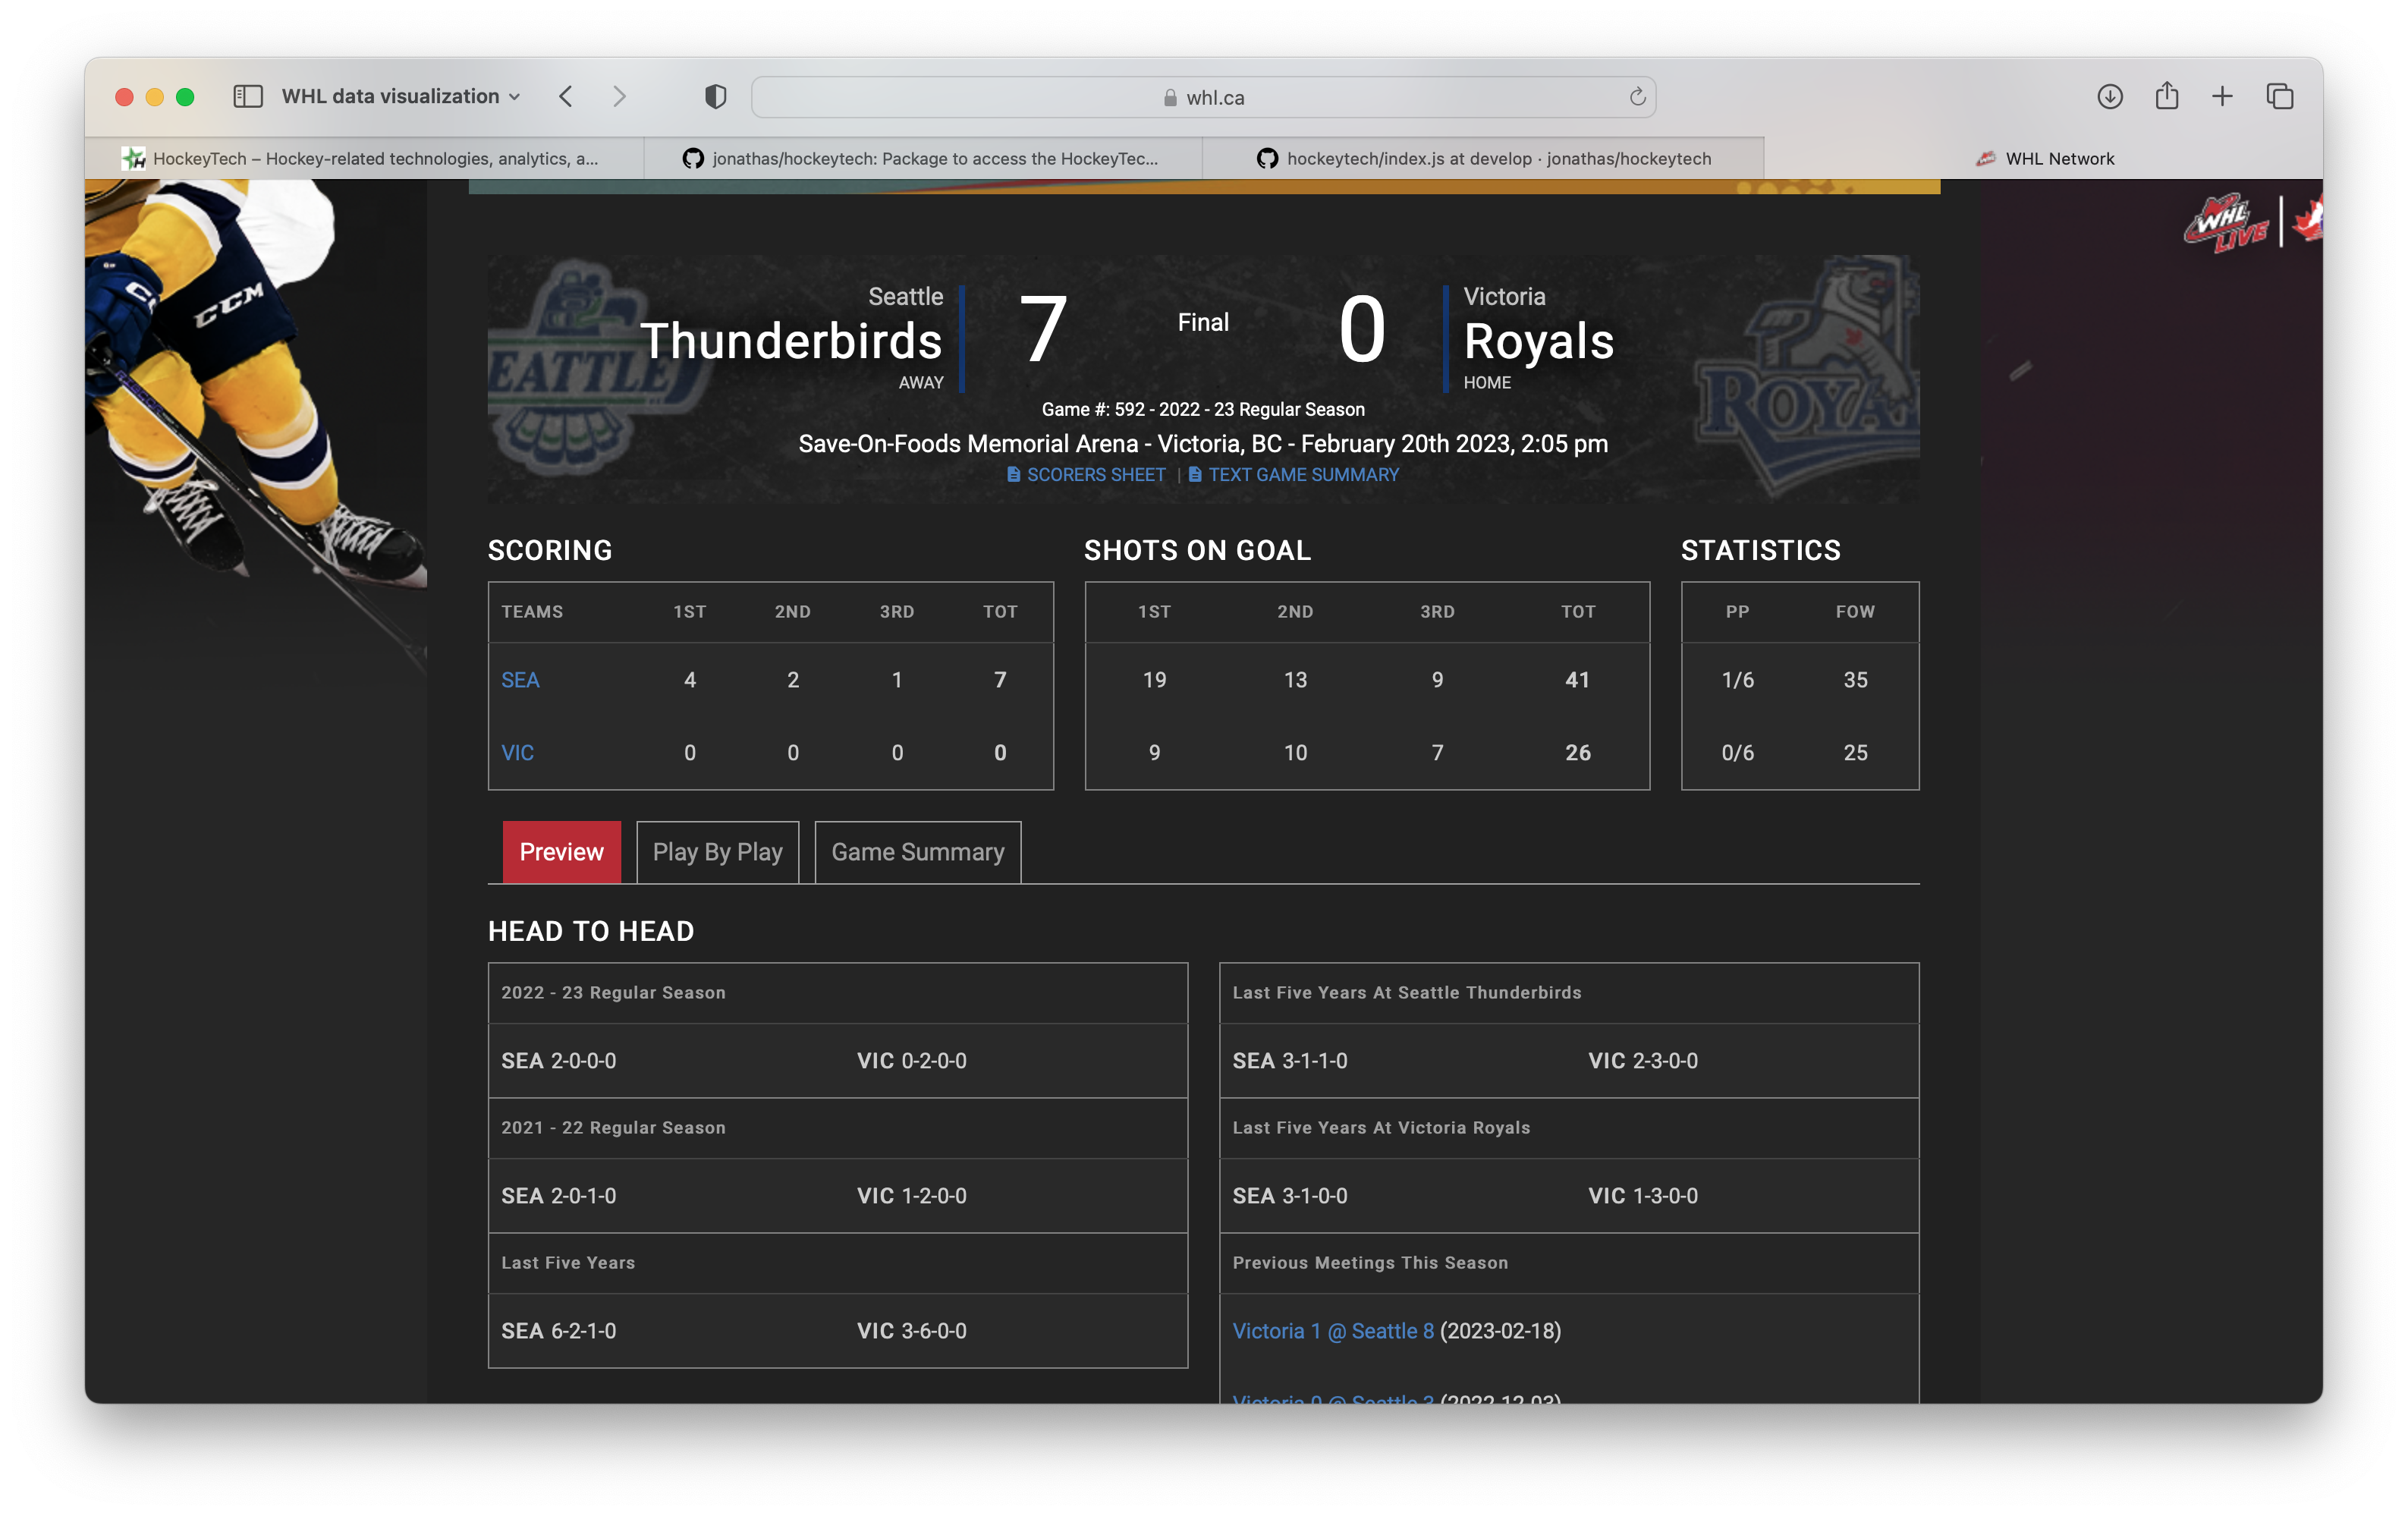 WHL data visualization
whl.ca
HockeyTech – Hockey-related technologies, analytics, a...
jonathas/hockeytech: Package to access the HockeyTec...
hockeytech/index.js at develop · jonathas/hockeytech
WHL Network
CCM
WHL
LIVE
Seattle
Thunderbirds
AWAY
7
Final
0
Victoria
Royals
HOME
Game #: 592 - 2022 - 23 Regular Season
Save-On-Foods Memorial Arena - Victoria, BC - February 20th 2023, 2:05 pm
SCORERS SHEET | TEXT GAME SUMMARY
SCORING
TEAMS 1ST 2ND 3RD TOT
SEA 4 2 1 7
VIC 0 0 0 0
SHOTS ON GOAL
1ST 2ND 3RD TOT
19 13 9 41
9 10 7 26
STATISTICS
PP FOW
1/6 35
0/6 25
Preview
Play By Play
Game Summary
HEAD TO HEAD
2022 - 23 Regular Season
SEA 2-0-0-0 VIC 0-2-0-0
2021 - 22 Regular Season
SEA 2-0-1-0 VIC 1-2-0-0
Last Five Years
SEA 6-2-1-0 VIC 3-6-0-0
Last Five Years At Seattle Thunderbirds
SEA 3-1-1-0 VIC 2-3-0-0
Last Five Years At Victoria Royals
SEA 3-1-0-0 VIC 1-3-0-0
Previous Meetings This Season
Victoria 1 @ Seattle 8 (2023-02-18)